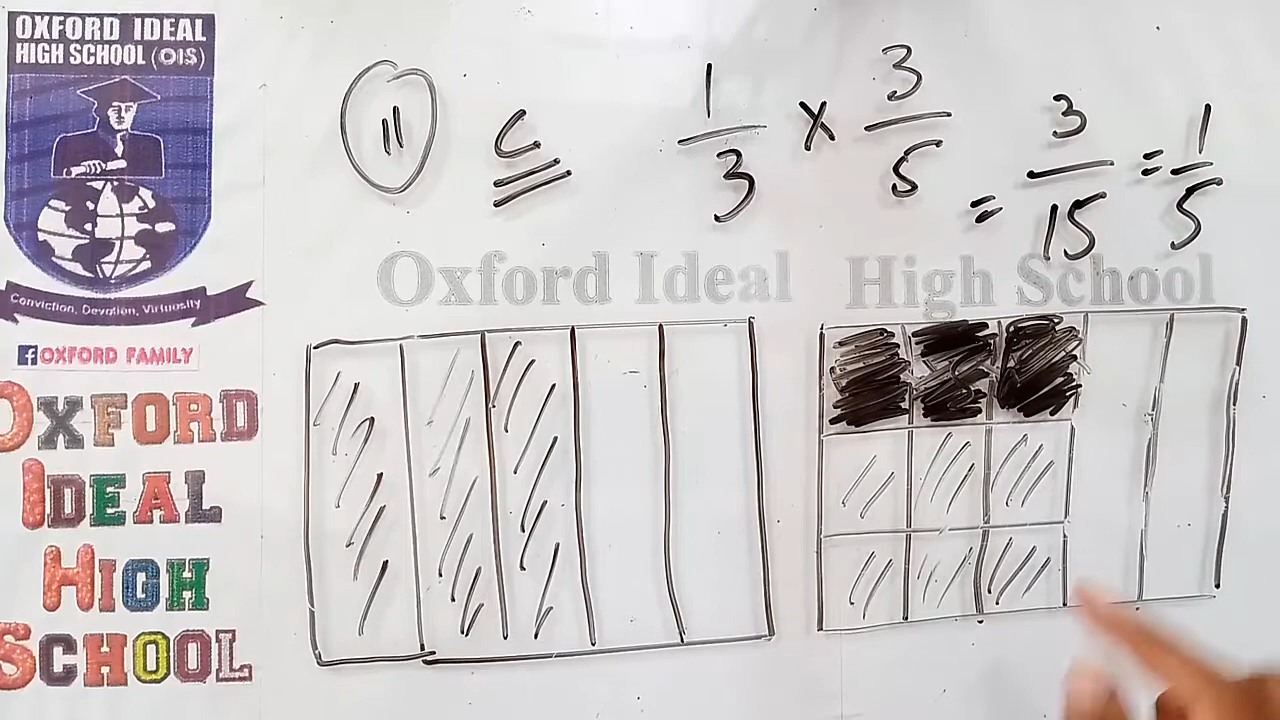 OXFORD IDEAL
HIGH SCHOOL (OIS)
Conviction, Devotion, Virtuosity
f OXFORD FAMILY
OXFORD
IDEAL
HIGH
SCHOOL
11 c 1/3 × 3/5 = 3/15 = 1/5
Oxford Ideal High School